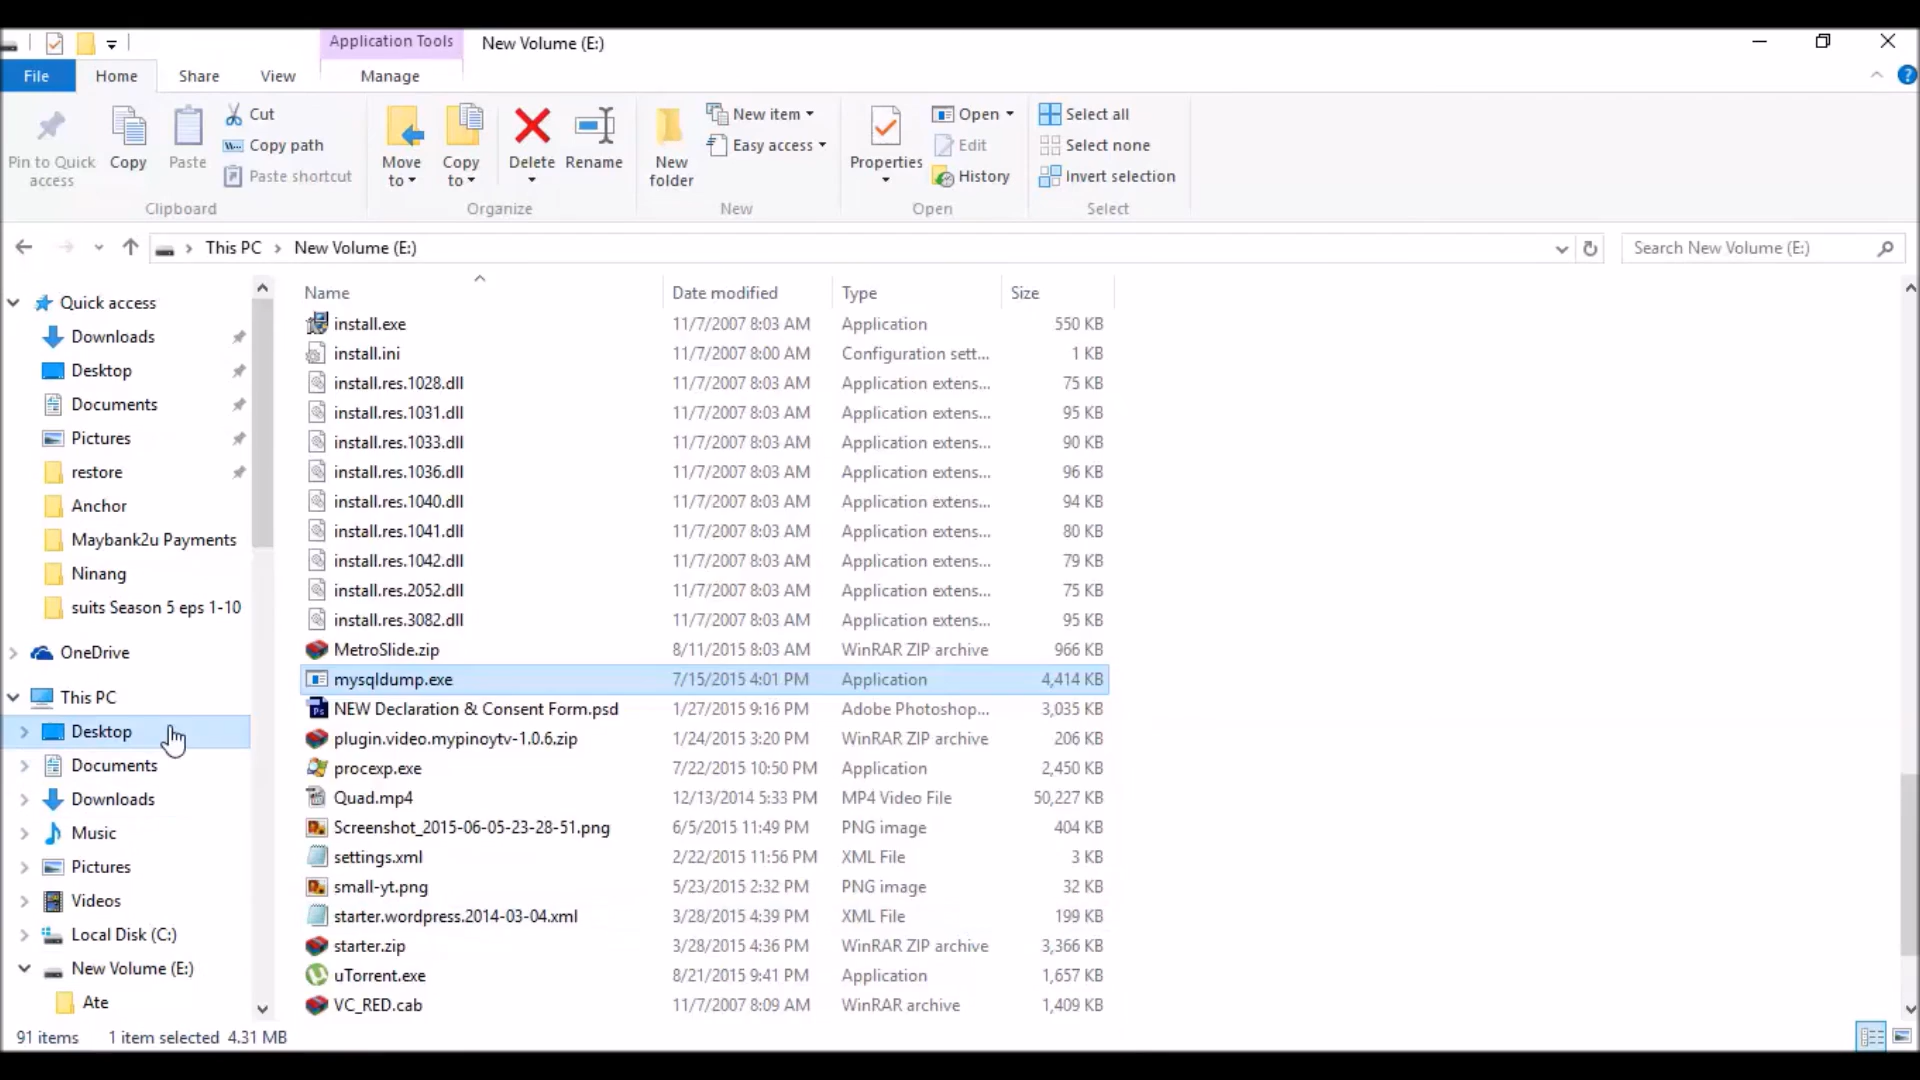 Application Tools
New Volume (E:)
File
Home
Share
View
Manage
Pin to Quick access
Copy
Paste
Cut
Copy path
Paste shortcut
Clipboard
Move to
Copy to
Delete
Rename
Organize
New folder
New item
Easy access
New
Properties
Open
Edit
History
Open
Select all
Select none
Invert selection
Select
This PC
New Volume (E:)
Search New Volume (E:)
Quick access
Downloads
Desktop
Documents
Pictures
restore
Anchor
Maybank2u Payments
Ninang
suits Season 5 eps 1-10
OneDrive
This PC
Desktop
Documents
Downloads
Music
Pictures
Videos
Local Disk (C:)
New Volume (E:)
Ate
Name Date modified Type Size
install.exe 11/7/2007 8:03 AM Application 550 KB
install.ini 11/7/2007 8:00 AM Configuration sett... 1 KB
install.res.1028.dll 11/7/2007 8:03 AM Application extens... 75 KB
install.res.1031.dll 11/7/2007 8:03 AM Application extens... 95 KB
install.res.1033.dll 11/7/2007 8:03 AM Application extens... 90 KB
install.res.1036.dll 11/7/2007 8:03 AM Application extens... 96 KB
install.res.1040.dll 11/7/2007 8:03 AM Application extens... 94 KB
install.res.1041.dll 11/7/2007 8:03 AM Application extens... 80 KB
install.res.1042.dll 11/7/2007 8:03 AM Application extens... 79 KB
install.res.2052.dll 11/7/2007 8:03 AM Application extens... 75 KB
install.res.3082.dll 11/7/2007 8:03 AM Application extens... 95 KB
MetroSlide.zip 8/11/2015 8:03 AM WinRAR ZIP archive 966 KB
mysqldump.exe 7/15/2015 4:01 PM Application 4,414 KB
NEW Declaration & Consent Form.psd 1/27/2015 9:16 PM Adobe Photoshop... 3,035 KB
plugin.video.mypinoytv-1.0.6.zip 1/24/2015 3:20 PM WinRAR ZIP archive 206 KB
procexp.exe 7/22/2015 10:50 PM Application 2,450 KB
Quad.mp4 12/13/2014 5:33 PM MP4 Video File 50,227 KB
Screenshot_2015-06-05-23-28-51.png 6/5/2015 11:49 PM PNG image 404 KB
settings.xml 2/22/2015 11:56 PM XML File 3 KB
small-yt.png 5/23/2015 2:32 PM PNG image 32 KB
starter.wordpress.2014-03-04.xml 3/28/2015 4:39 PM XML File 199 KB
starter.zip 3/28/2015 4:36 PM WinRAR ZIP archive 3,366 KB
uTorrent.exe 8/21/2015 9:41 PM Application 1,657 KB
VC_RED.cab 11/7/2007 8:09 AM WinRAR archive 1,409 KB
91 items 1 item selected 4.31 MB